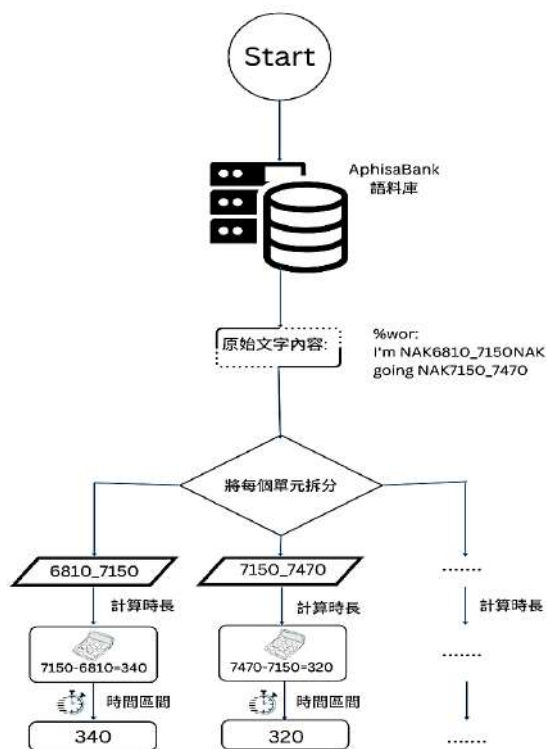 Start
AphisaBank
語料庫
原始文字內容:
%wor:
I'm NAK6810_7150NAK
going NAK7150_7470
將每個單元拆分
6810_7150
7150_7470
........
計算時長
計算時長
計算時長
7150-6810=340
7470-7150=320
........
時間區間
時間區間
340
320
........